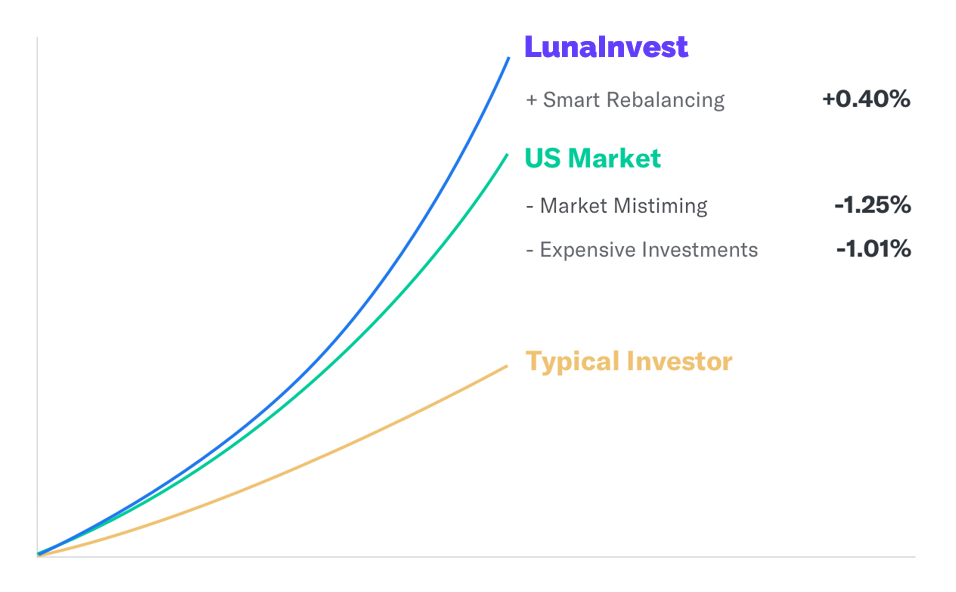 LunaInvest
+ Smart Rebalancing +0.40%
US Market
- Market Mistiming -1.25%
- Expensive Investments -1.01%
Typical Investor